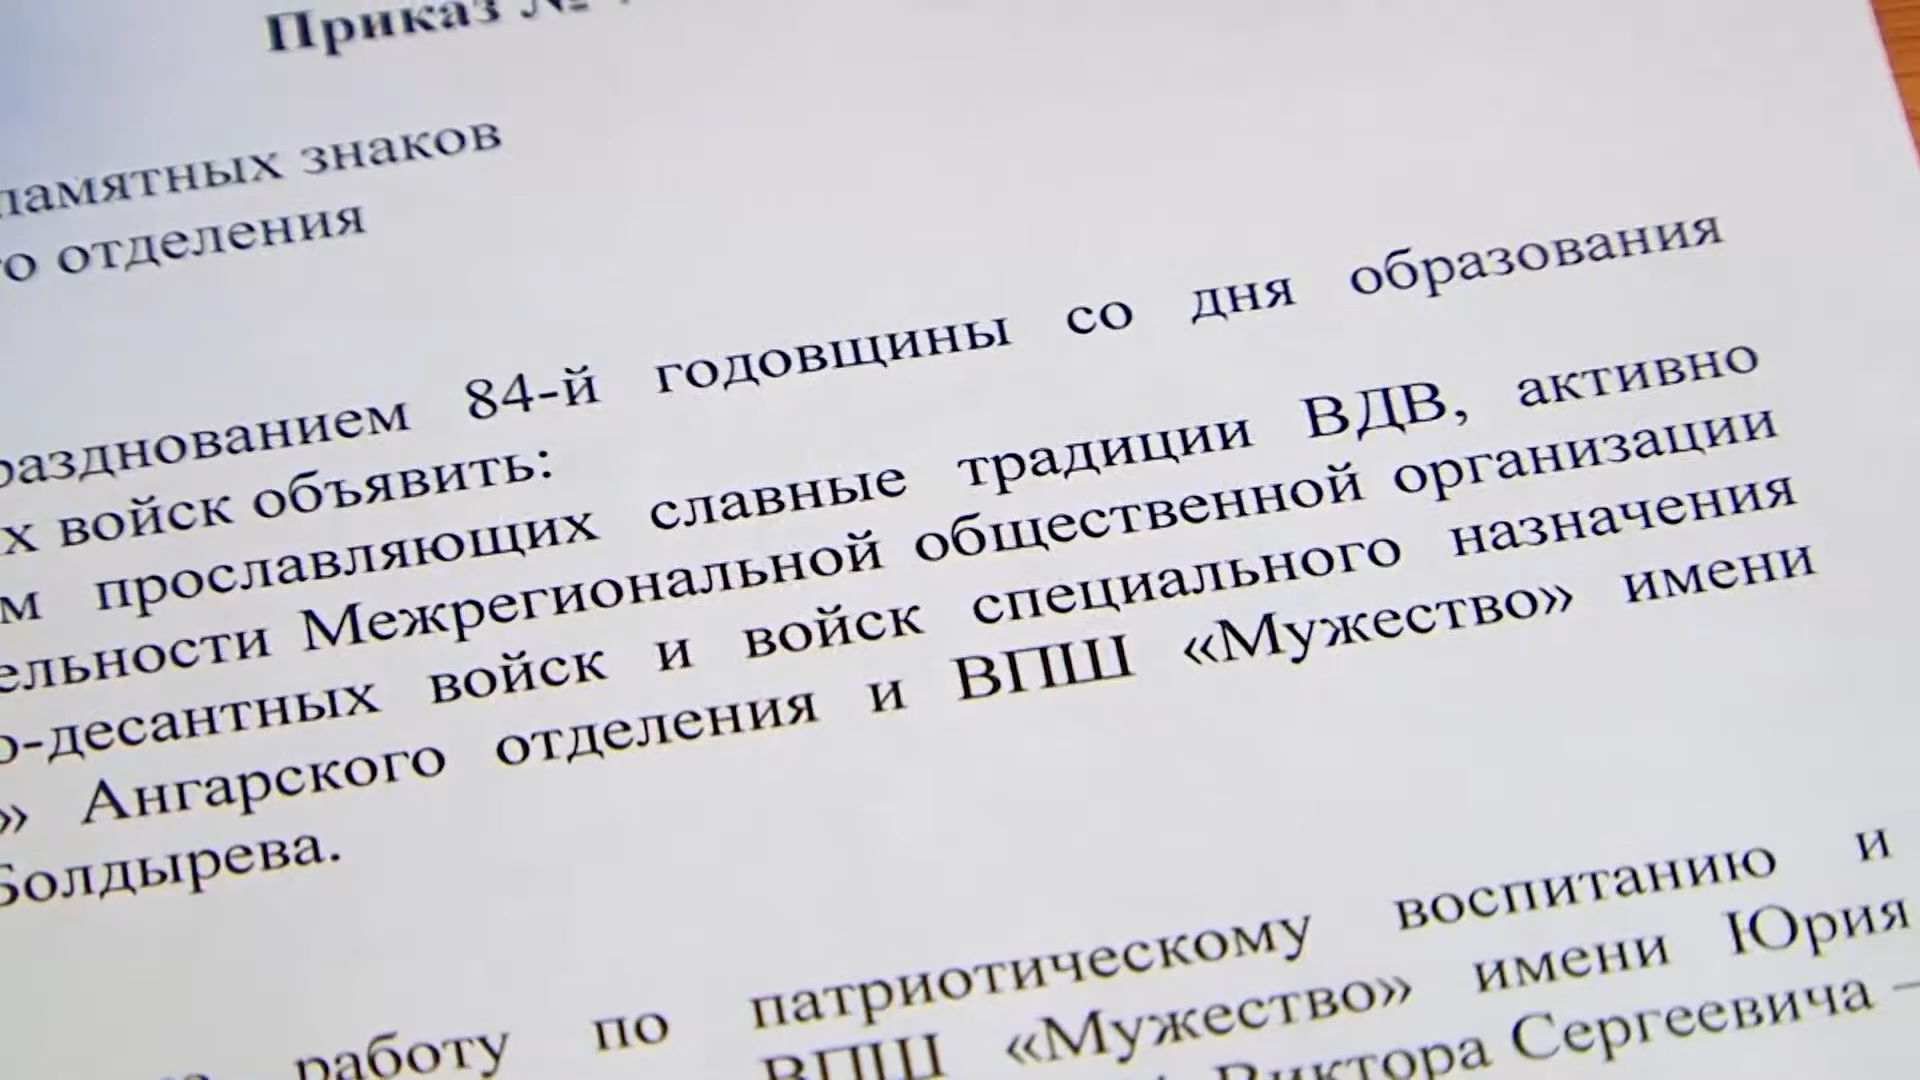 Приказ №
памятных знаков
отделения
празднованием 84-й годовщины со дня образования
войск объявить:
прославляющих славные традиции ВДВ, активно
Межрегиональной общественной организации
-десантных войск и войск специального назначения
» Ангарского отделения и ВПШ «Мужество» имени
Болдырева.
работу по патриотическому воспитанию и
ВПШ «Мужество» имени Юрия
Виктора Сергеевича –